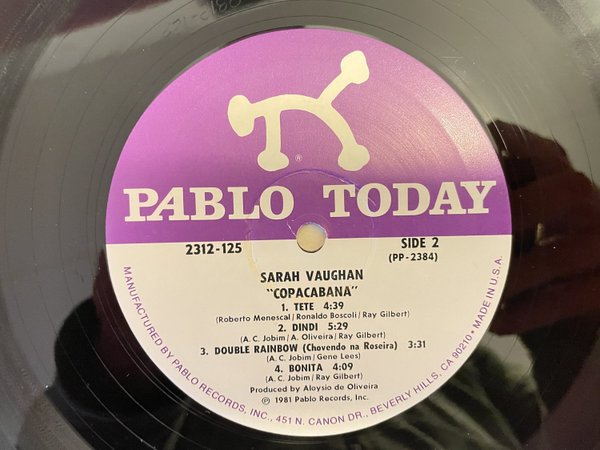 ®
PABLO TODAY
2312-125
SIDE 2
(PP-2384)
SARAH VAUGHAN
"COPACABANA"
1. TETE 4:39
(Roberto Menescal/Ronaldo Boscoli/Ray Gilbert)
2. DINDI 5:29
(A. C. Jobim/A. Oliveira/Ray Gilbert)
3. DOUBLE RAINBOW (Chovendo na Roseira) 3:31
(A. C. Jobim/Gene Lees)
4. BONITA 4:09
(A. C. Jobim/Ray Gilbert)
Produced by Aloysio de Oliveira
℗ 1981 Pablo Records, Inc.
MANUFACTURED BY PABLO RECORDS, INC., 451 N. CANON DR., BEVERLY HILLS, CA 90210 • MADE IN U.S.A.